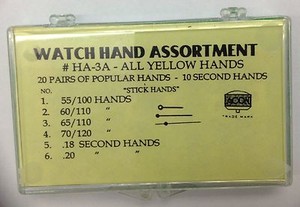 WATCH HAND ASSORTMENT
# HA-3A - ALL YELLOW HANDS
20 PAIRS OF POPULAR HANDS - 10 SECOND HANDS
NO. "STICK HANDS"
1. 55/100 HANDS
2. 60/110 "
3. 65/110 "
4. 70/120 "
5. .18 SECOND HANDS
6. .20 " "
ACON
TRADE MARK